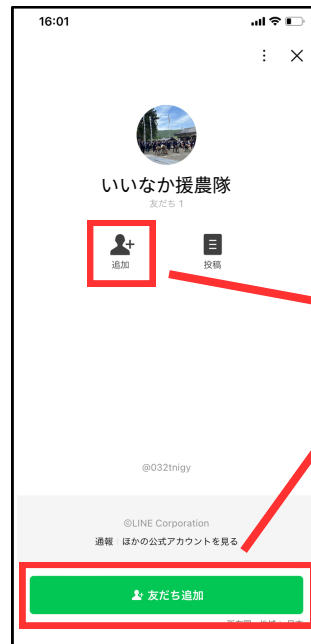 16:01
いいなか援農隊
友だち 1
追加
投稿
@032tnigy
©LINE Corporation
通報 ほかの公式アカウントを見る
友だち追加